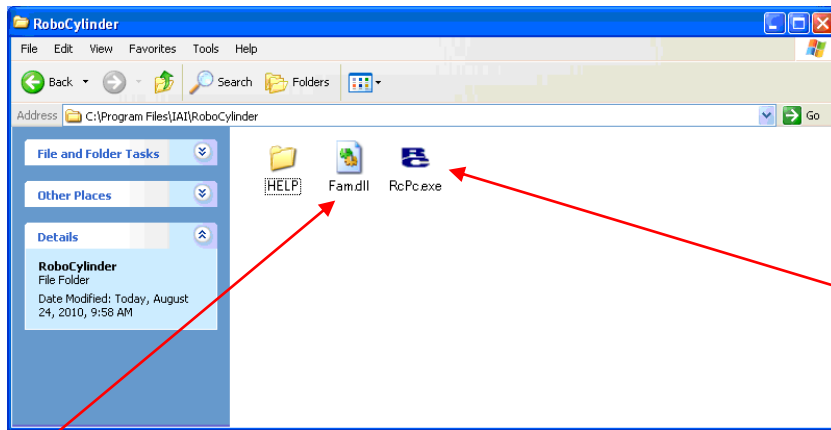 RoboCylinder
File Edit View Favorites Tools Help
Back Search Folders
Address C:\Program Files\IAI\RoboCylinder Go
File and Folder Tasks
Other Places
Details
RoboCylinder
File Folder
Date Modified: Today, August
24, 2010, 9:58 AM
HELP Fam.dll RcPc.exe